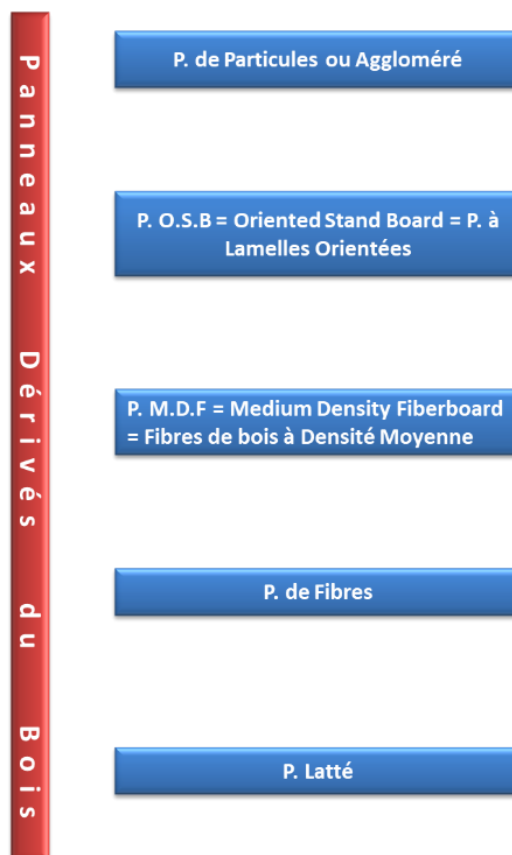 Panneaux Dérivés du Bois
P. de Particules ou Aggloméré
P. O.S.B = Oriented Stand Board = P. à
Lamelles Orientées
P. M.D.F = Medium Density Fiberboard
= Fibres de bois à Densité Moyenne
P. de Fibres
P. Latté